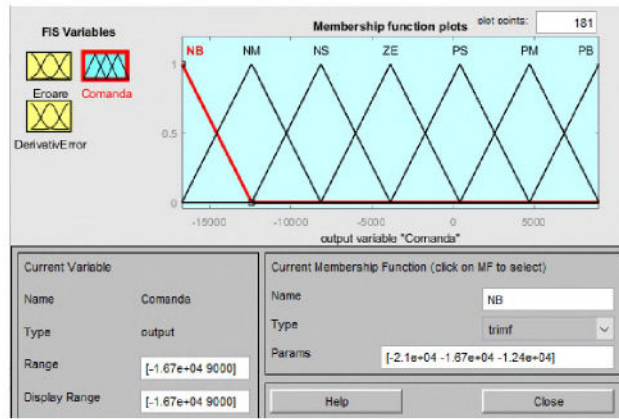 FIS Variables
Membership function plots
plot points:
181
NB
NM
NS
ZE
PS
PM
PB
Eroare
Comanda
DerivativError
1
0.5
0
-15000
-10000
-5000
0
5000
output variable "Comanda"
Current Variable
Name
Comanda
Type
output
Range
[-1.67e+04 9000]
Display Range
[-1.67e+04 9000]
Current Membership Function (click on MF to select)
Name
NB
Type
trimf
Params
[-2.1e+04 -1.67e+04 -1.24e+04]
Help
Close